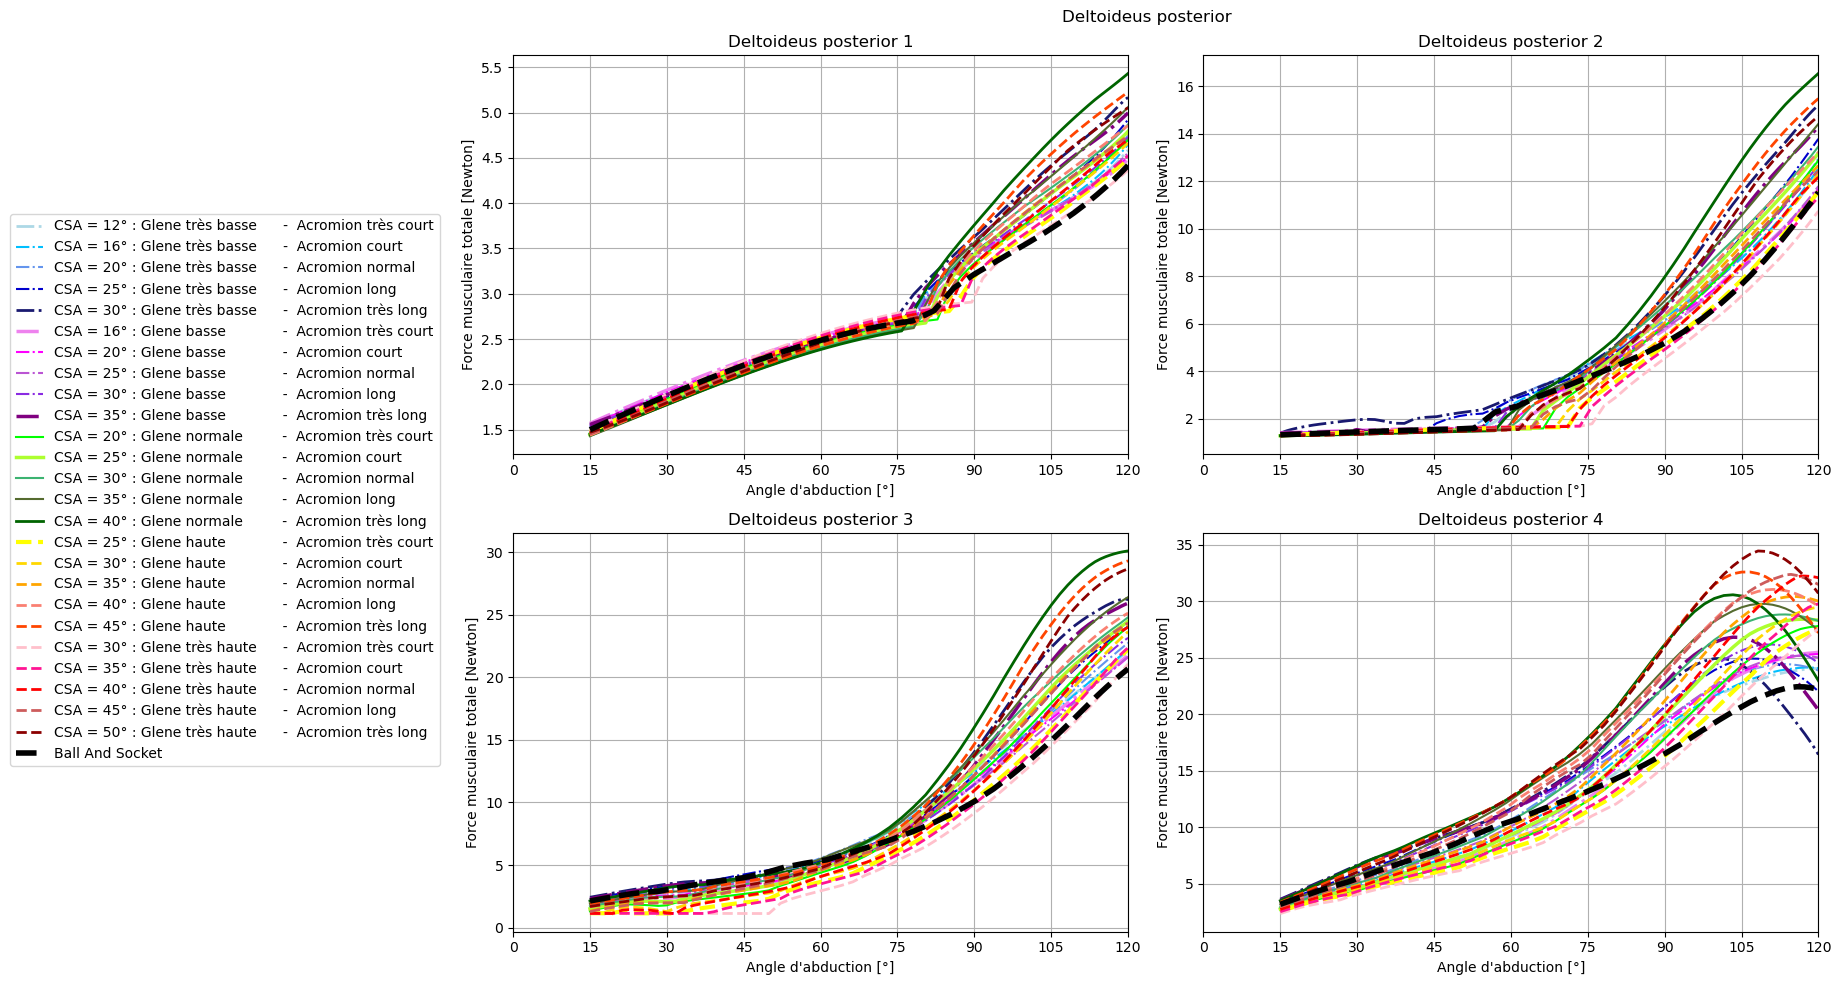 Deltoideus posterior
CSA = 12° : Glene très basse - Acromion très court
CSA = 16° : Glene très basse - Acromion court
CSA = 20° : Glene très basse - Acromion normal
CSA = 25° : Glene très basse - Acromion long
CSA = 30° : Glene très basse - Acromion très long
CSA = 16° : Glene basse - Acromion très court
CSA = 20° : Glene basse - Acromion court
CSA = 25° : Glene basse - Acromion normal
CSA = 30° : Glene basse - Acromion long
CSA = 35° : Glene basse - Acromion très long
CSA = 20° : Glene normale - Acromion très court
CSA = 25° : Glene normale - Acromion court
CSA = 30° : Glene normale - Acromion normal
CSA = 35° : Glene normale - Acromion long
CSA = 40° : Glene normale - Acromion très long
CSA = 25° : Glene haute - Acromion très court
CSA = 30° : Glene haute - Acromion court
CSA = 35° : Glene haute - Acromion normal
CSA = 40° : Glene haute - Acromion long
CSA = 45° : Glene haute - Acromion très long
CSA = 30° : Glene très haute - Acromion très court
CSA = 35° : Glene très haute - Acromion court
CSA = 40° : Glene très haute - Acromion normal
CSA = 45° : Glene très haute - Acromion long
CSA = 50° : Glene très haute - Acromion très long
Ball And Socket
Deltoideus posterior 1
Force musculaire totale [Newton]
5.5
5.0
4.5
4.0
3.5
3.0
2.5
2.0
1.5
0 15 30 45 60 75 90 105 120
Angle d'abduction [°]
Deltoideus posterior 2
Force musculaire totale [Newton]
16
14
12
10
8
6
4
2
0 15 30 45 60 75 90 105 120
Angle d'abduction [°]
Deltoideus posterior 3
Force musculaire totale [Newton]
30
25
20
15
10
5
0
0 15 30 45 60 75 90 105 120
Angle d'abduction [°]
Deltoideus posterior 4
Force musculaire totale [Newton]
35
30
25
20
15
10
5
0 15 30 45 60 75 90 105 120
Angle d'abduction [°]